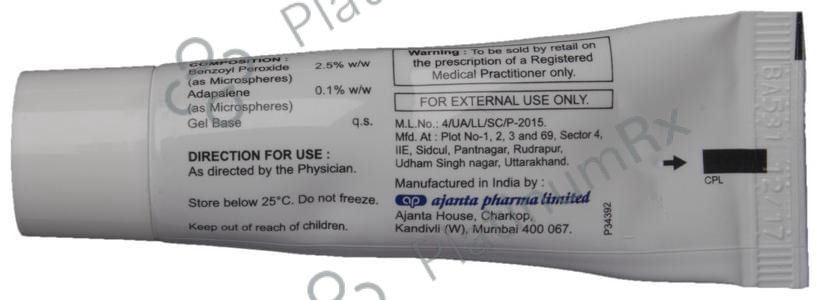 COMPOSITION :
Benzoyl Peroxide 2.5% w/w
(as Microspheres)
Adapalene 0.1% w/w
(as Microspheres)
Gel Base q.s.
DIRECTION FOR USE :
As directed by the Physician.
Store below 25°C. Do not freeze.
Keep out of reach of children.
Warning : To be sold by retail on
the prescription of a Registered
Medical Practitioner only.
FOR EXTERNAL USE ONLY.
M.L.No.: 4/UA/LL/SC/P-2015.
Mfd. At : Plot No-1, 2, 3 and 69, Sector 4,
IIE, Sidcul, Pantnagar, Rudrapur,
Udham Singh nagar, Uttarakhand.
Manufactured in India by :
ap ajanta pharma limited
Ajanta House, Charkop,
Kandivli (W), Mumbai 400 067.
P34392
CPL
12/17
PlatinumRx